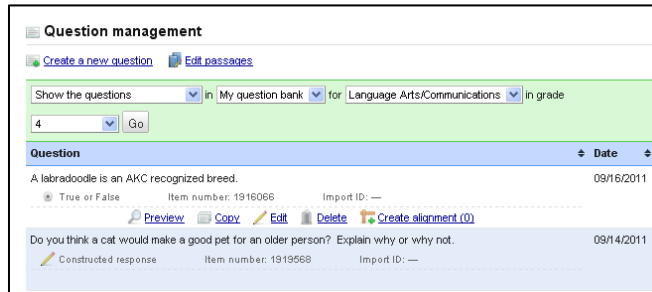 Question management
Create a new question Edit passages
Show the questions in My question bank for Language Arts/Communications in grade
4 Go
Question Date
A labradoodle is an AKC recognized breed. 09/16/2011
True or False Item number: 1916066 Import ID: —
Preview Copy Edit Delete Create alignment (0)
Do you think a cat would make a good pet for an older person? Explain why or why not. 09/14/2011
Constructed response Item number: 1919568 Import ID: —